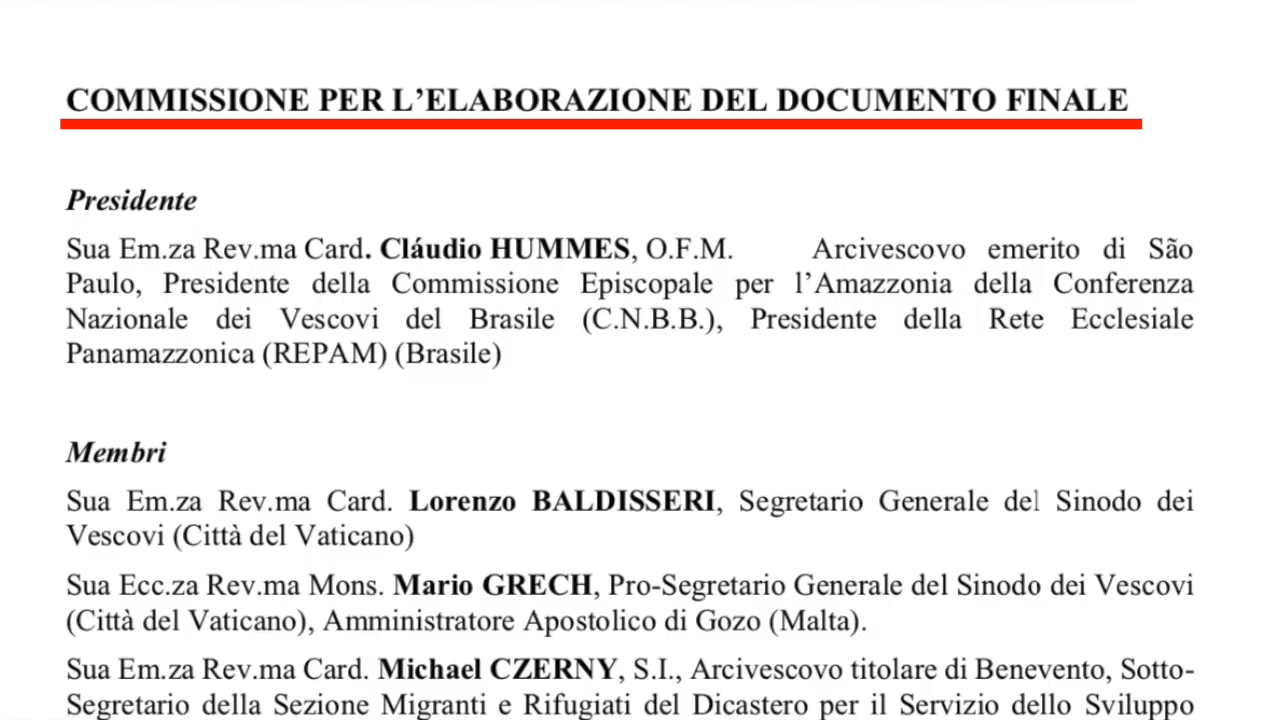 COMMISSIONE PER L’ELABORAZIONE DEL DOCUMENTO FINALE
Presidente
Sua Em.za Rev.ma Card. Cláudio HUMMES, O.F.M. Arcivescovo emerito di São
Paulo, Presidente della Commissione Episcopale per l’Amazzonia della Conferenza
Nazionale dei Vescovi del Brasile (C.N.B.B.), Presidente della Rete Ecclesiale
Panamazzonica (REPAM) (Brasile)
Membri
Sua Em.za Rev.ma Card. Lorenzo BALDISSERI, Segretario Generale del Sinodo dei
Vescovi (Città del Vaticano)
Sua Ecc.za Rev.ma Mons. Mario GRECH, Pro-Segretario Generale del Sinodo dei Vescovi
(Città del Vaticano), Amministratore Apostolico di Gozo (Malta).
Sua Em.za Rev.ma Card. Michael CZERNY, S.I., Arcivescovo titolare di Benevento, Sotto-
Segretario della Sezione Migranti e Rifugiati del Dicastero per il Servizio dello Sviluppo